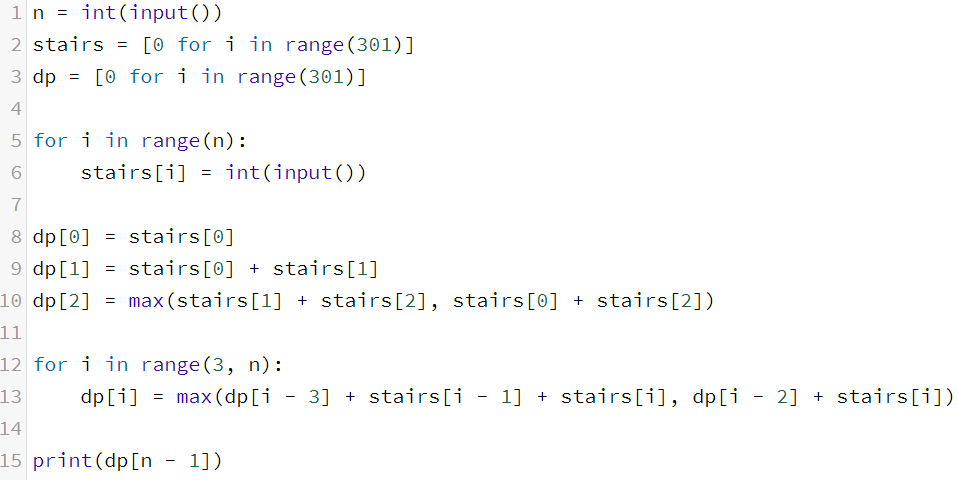 1 n = int(input())
2 stairs = [0 for i in range(301)]
3 dp = [0 for i in range(301)]
4
5 for i in range(n):
6     stairs[i] = int(input())
7
8 dp[0] = stairs[0]
9 dp[1] = stairs[0] + stairs[1]
10 dp[2] = max(stairs[1] + stairs[2], stairs[0] + stairs[2])
11
12 for i in range(3, n):
13     dp[i] = max(dp[i - 3] + stairs[i - 1] + stairs[i], dp[i - 2] + stairs[i])
14
15 print(dp[n - 1])